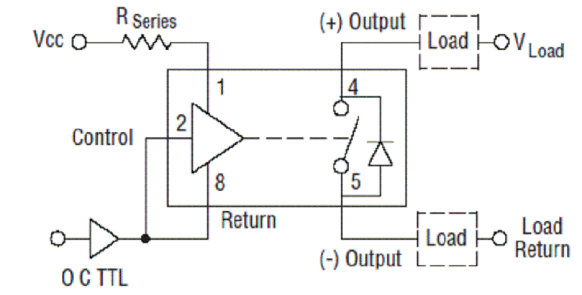 R Series
(+) Output
Vcc
Load
V Load
1
4
Control
2
8
5
Return
Load
Load Return
(-) Output
O C TTL